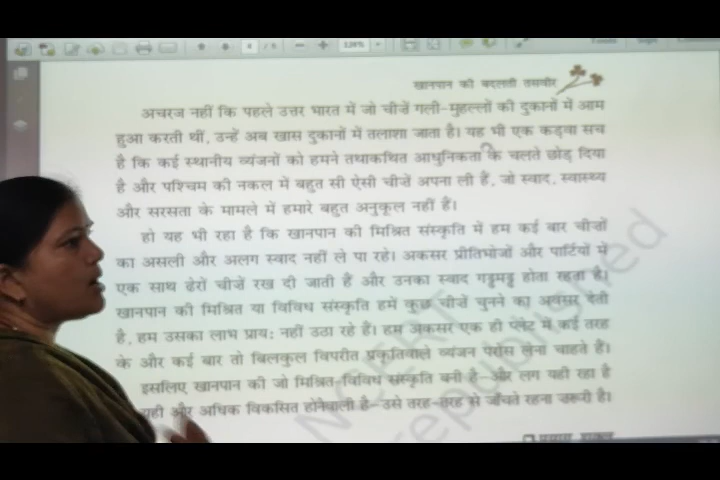 खानपान की बदलती तसवीर
अचरज नहीं कि पहले उत्तर भारत में जो चीज़ें गली-मुहल्लों की दुकानों में आम
हुआ करती थीं, उन्हें अब खास दुकानों में तलाशा जाता है। यह भी एक कड़वा सच
है कि कई स्थानीय व्यंजनों को हमने तथाकथित आधुनिकता के चलते छोड़ दिया
है और पश्चिम की नकल में बहुत सी ऐसी चीज़ें अपना ली हैं, जो स्वाद, स्वास्थ्य
और सरसता के मामले में हमारे बहुत अनुकूल नहीं हैं।
हो यह भी रहा है कि खानपान की मिश्रित संस्कृति में हम कई बार चीज़ों
का असली और अलग स्वाद नहीं ले पा रहे। अकसर प्रीतिभोजों और पार्टियों में
एक साथ ढेरों चीज़ें रख दी जाती हैं और उनका स्वाद गड्डमड्ड होता रहता है।
खानपान की मिश्रित या विविध संस्कृति हमें कुछ चीज़ें चुनने का अवसर देती
है, हम उसका लाभ प्राय: नहीं उठा रहे हैं। हम अकसर एक ही प्लेट में कई तरह
के और कई बार तो बिलकुल विपरीत प्रकृतिवाले व्यंजन परोस लेना चाहते हैं।
इसलिए खानपान की जो मिश्रित-विविध संस्कृति बनी है-और लग यही रहा है
यही और अधिक विकसित होनेवाली है-उसे तरह-तरह से जाँचते रहना ज़रूरी है।
NCERT
republished